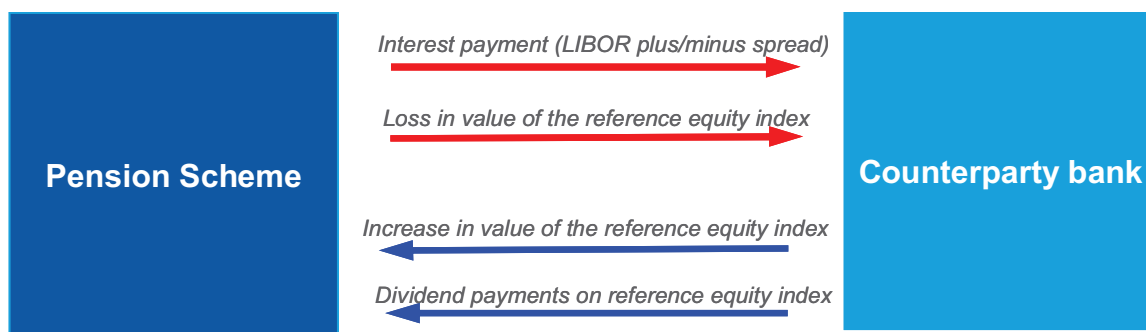 Interest payment (LIBOR plus/minus spread)
Loss in value of the reference equity index
Pension Scheme
Counterparty bank
Increase in value of the reference equity index
Dividend payments on reference equity index